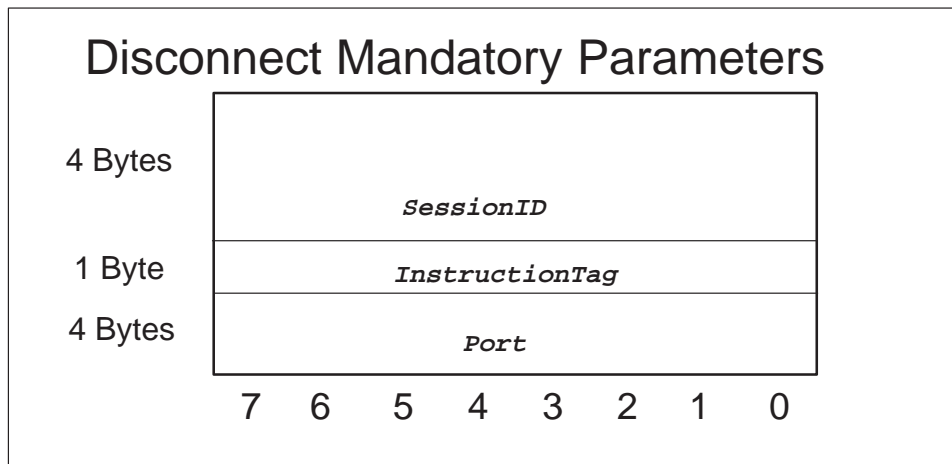 Disconnect Mandatory Parameters
4 Bytes
SessionID
1 Byte
InstructionTag
4 Bytes
Port
7 6 5 4 3 2 1 0